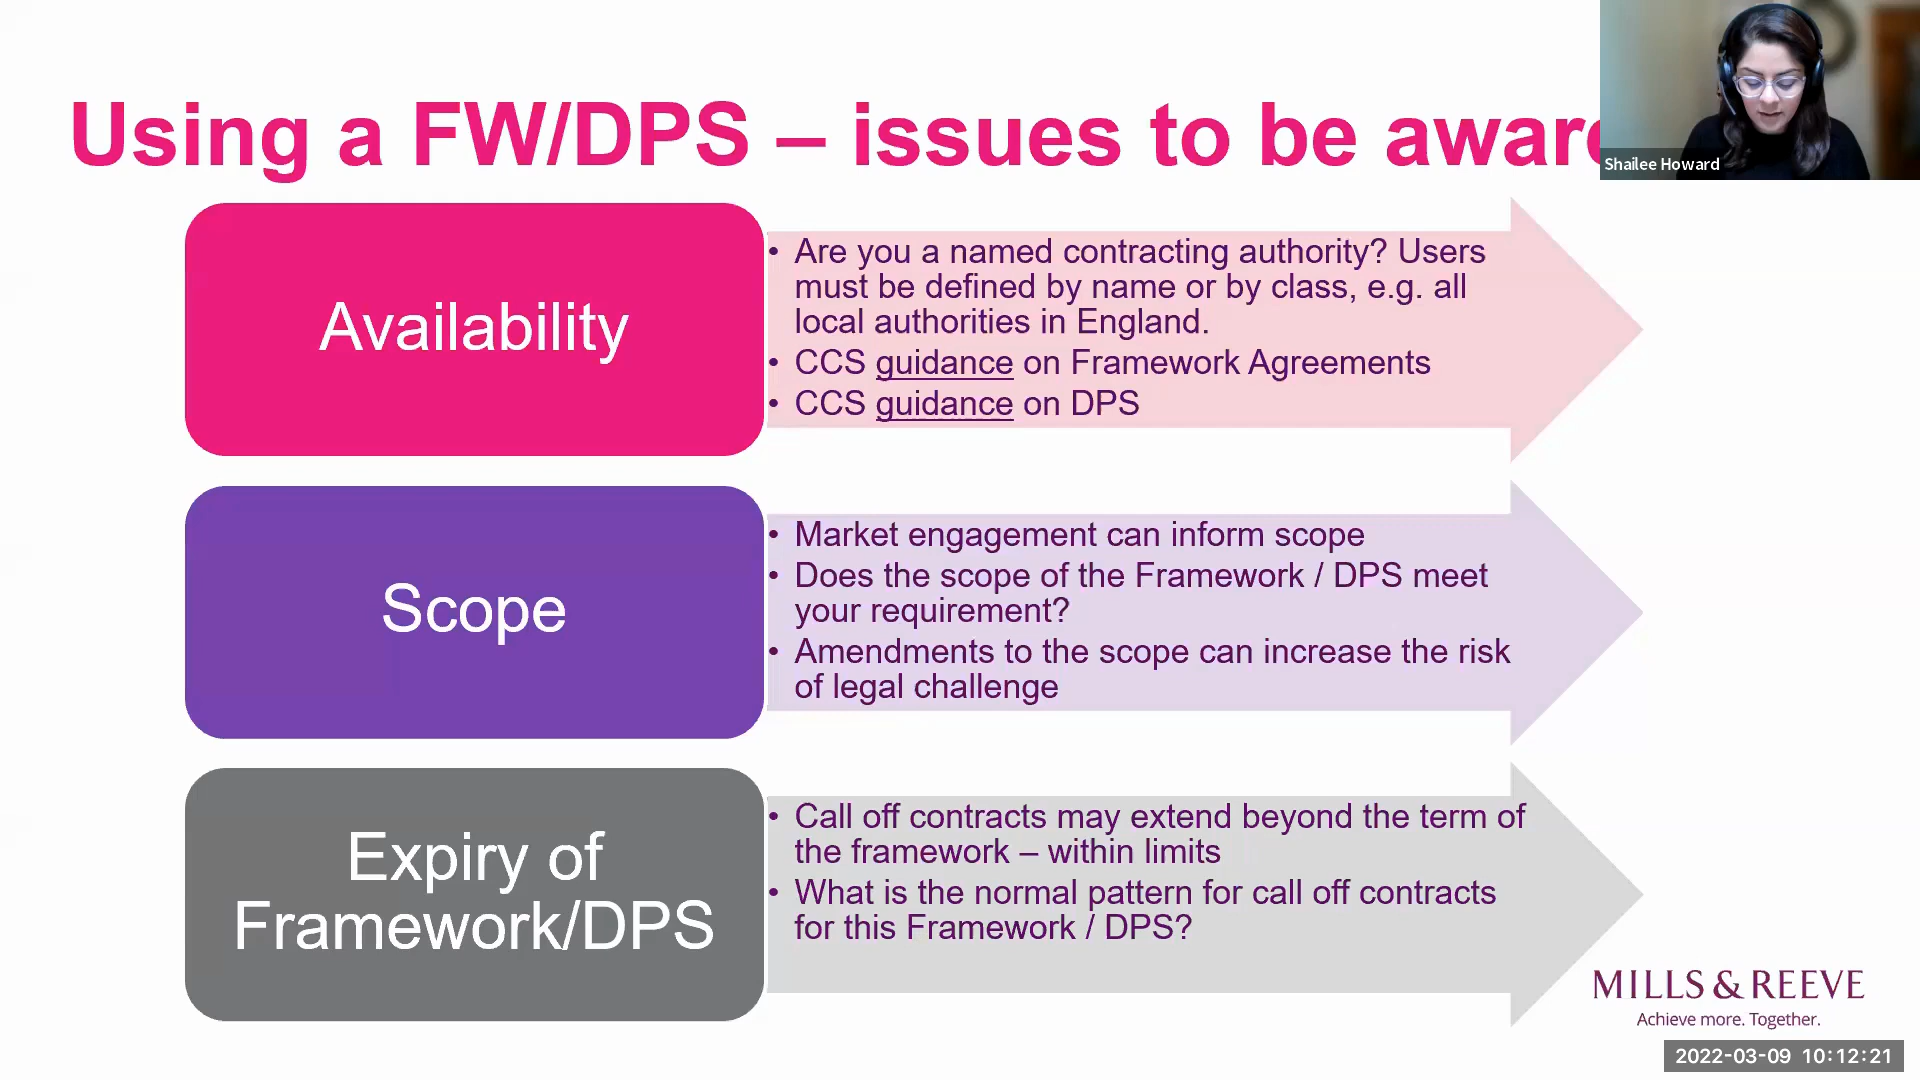 Using a FW/DPS – issues to be aware
Shailee Howard
Availability
• Are you a named contracting authority? Users
must be defined by name or by class, e.g. all
local authorities in England.
• CCS guidance on Framework Agreements
• CCS guidance on DPS
Scope
• Market engagement can inform scope
• Does the scope of the Framework / DPS meet
your requirement?
• Amendments to the scope can increase the risk
of legal challenge
Expiry of
Framework/DPS
• Call off contracts may extend beyond the term of
the framework – within limits
• What is the normal pattern for call off contracts
for this Framework / DPS?
MILLS & REEVE
Achieve more. Together.
2022-03-09 10:12:21